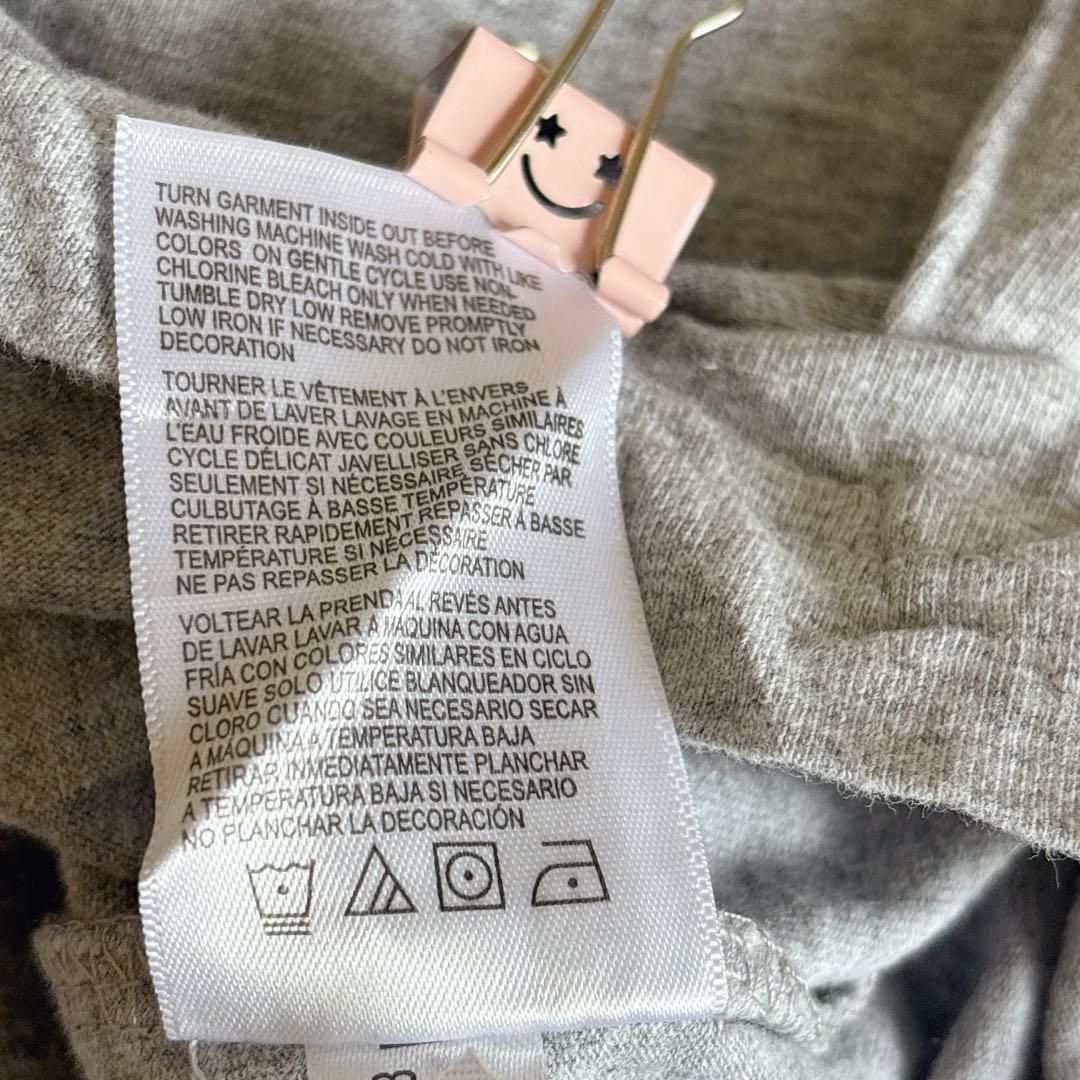 TURN GARMENT INSIDE OUT BEFORE
WASHING MACHINE WASH COLD WITH LIKE
COLORS ON GENTLE CYCLE USE NON-
CHLORINE BLEACH ONLY WHEN NEEDED
TUMBLE DRY LOW REMOVE PROMPTLY
LOW IRON IF NECESSARY DO NOT IRON
DECORATION
TOURNER LE VÊTEMENT À L'ENVERS
AVANT DE LAVER LAVAGE EN MACHINE À
L'EAU FROIDE AVEC COULEURS SIMILAIRES
CYCLE DÉLICAT JAVELLISER SANS CHLORE
SEULEMENT SI NÉCESSAIRE SÉCHER PAR
CULBUTAGE À BASSE TEMPÉRATURE
RETIRER RAPIDEMENT REPASSER À BASSE
TEMPÉRATURE SI NÉCESSAIRE
NE PAS REPASSER LA DÉCORATION
VOLTEAR LA PRENDA AL REVÉS ANTES
DE LAVAR LAVAR A MAQUINA CON AGUA
FRÍA CON COLORES SIMILARES EN CICLO
SUAVE SOLO UTILICE BLANQUEADOR SIN
CLORO CUANDO SEA NECESARIO SECAR
A MAQUINA A TEMPERATURA BAJA
RETIRAR INMEDIATAMENTE PLANCHAR
A TEMPERATURA BAJA SI NECESARIO
NO PLANCHAR LA DECORACIÓN